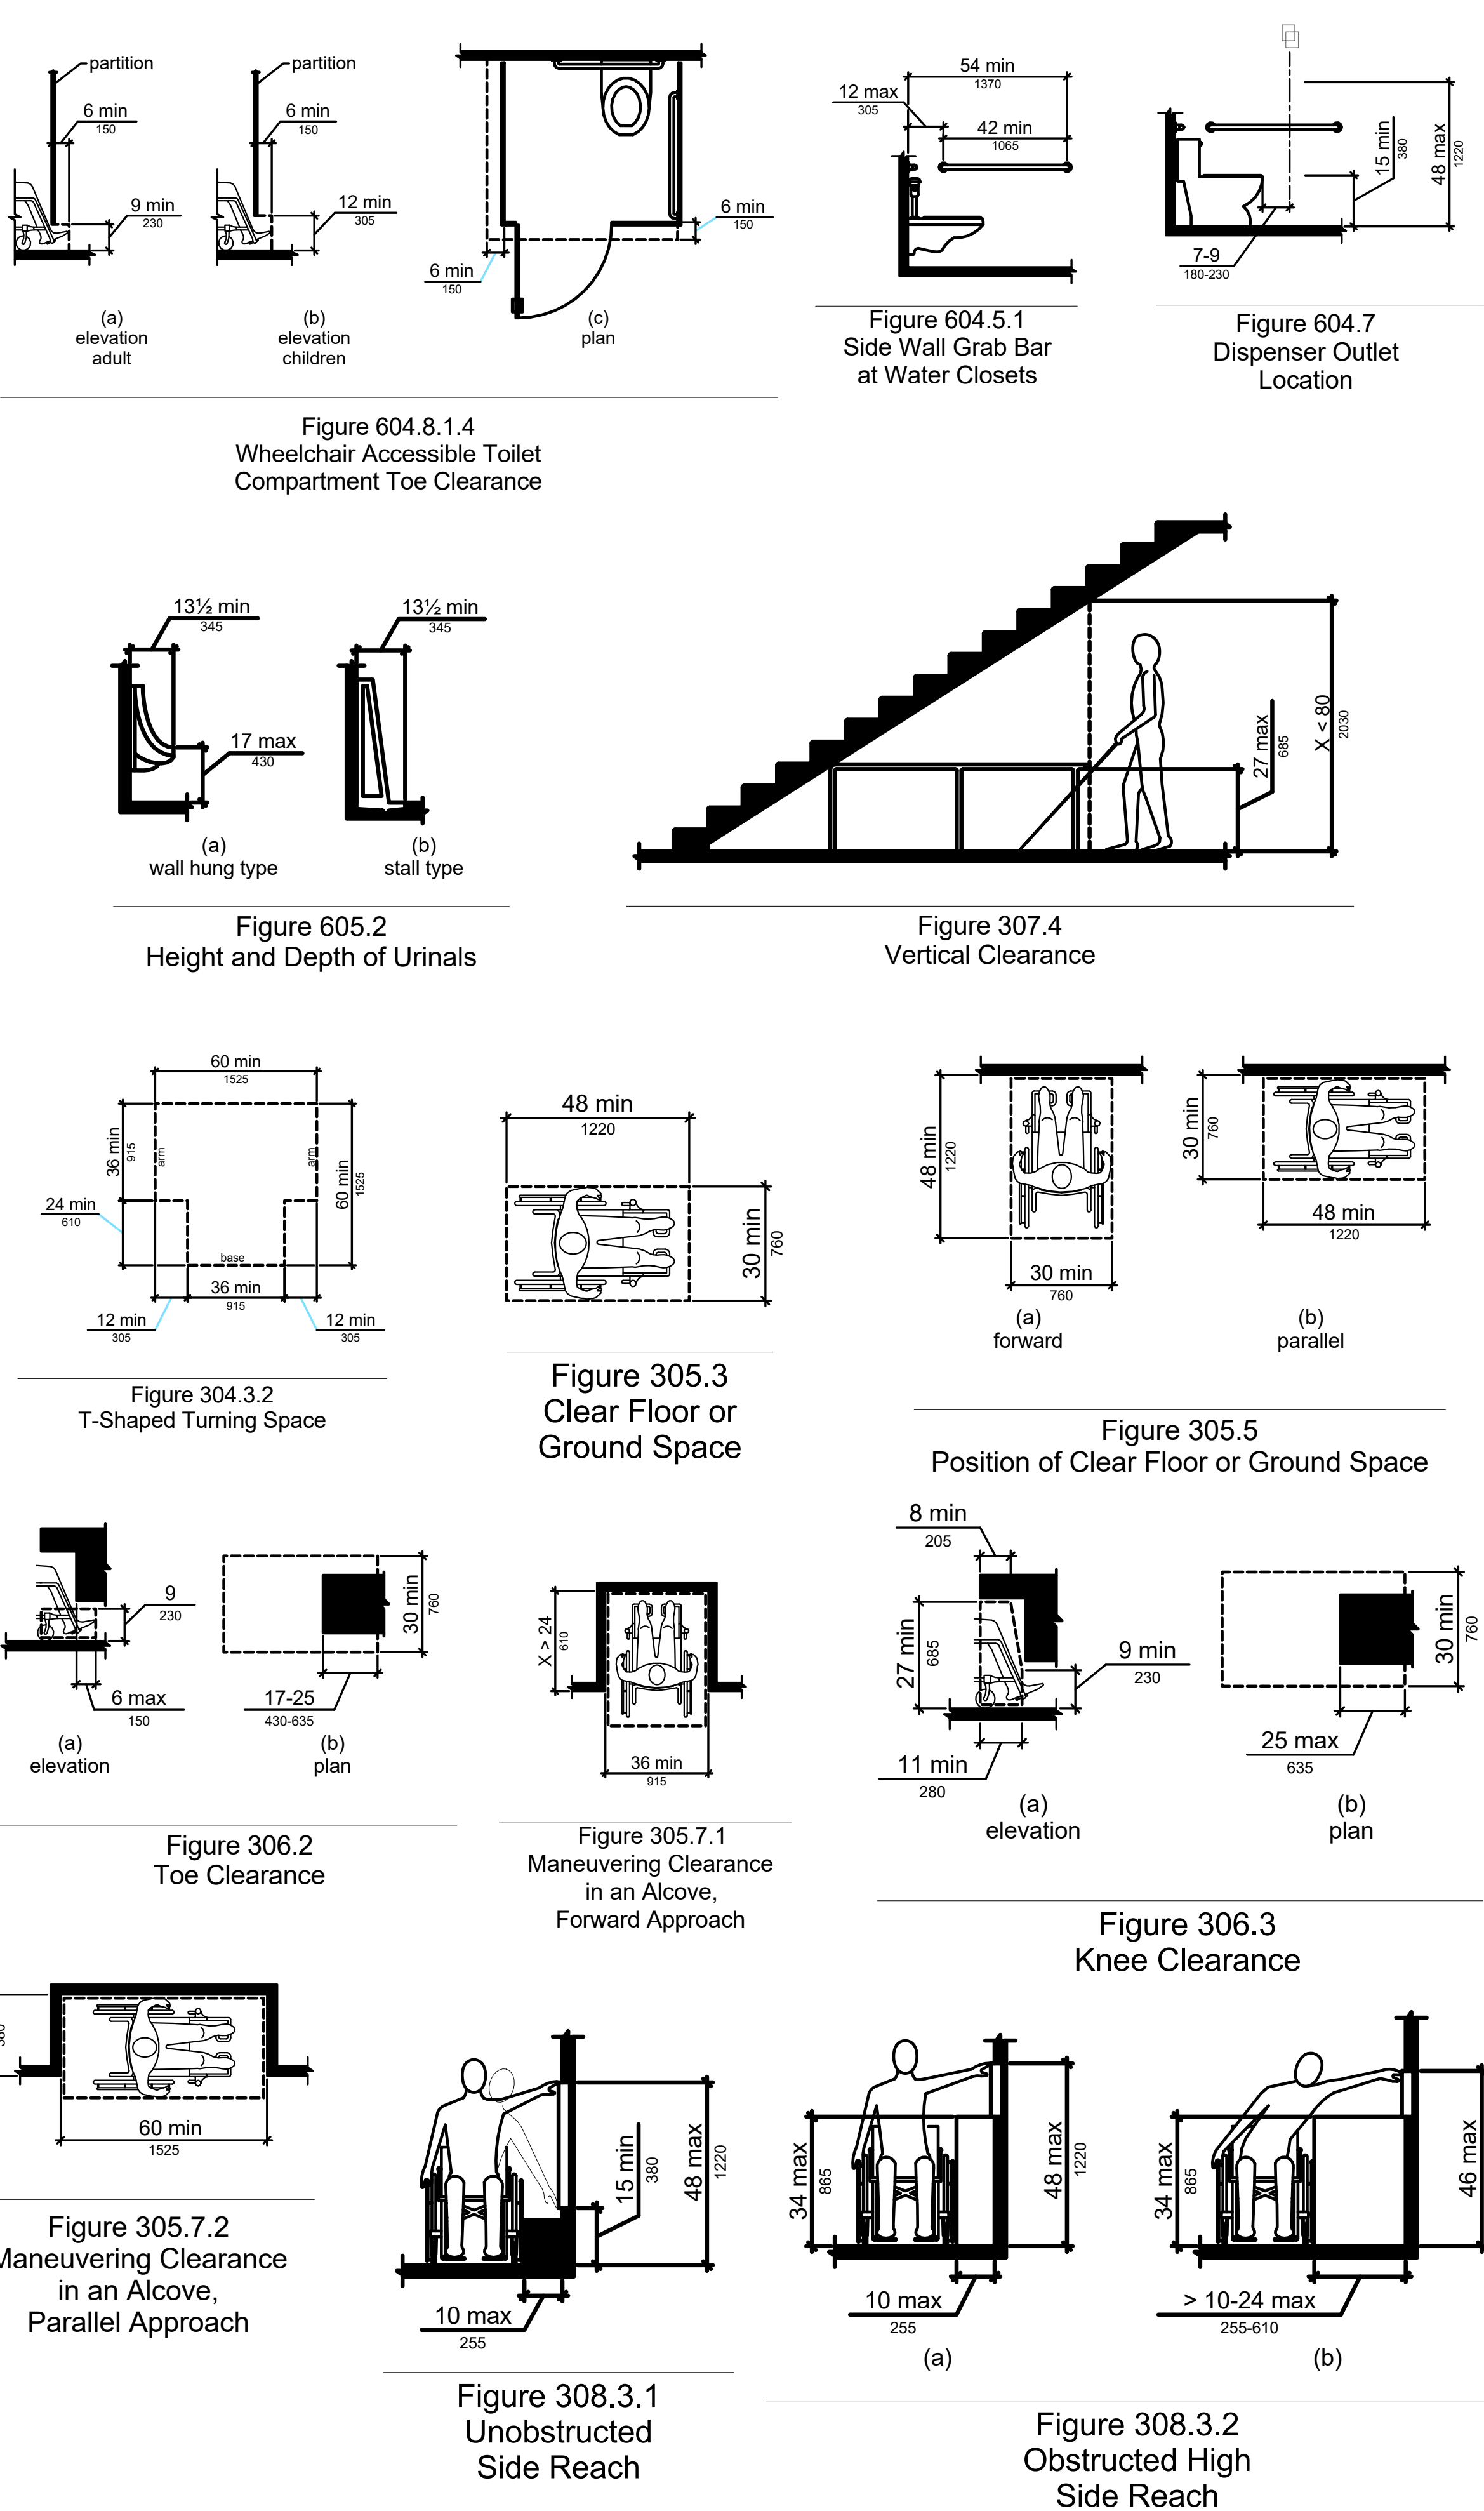 partition
6 min
150
9 min
230
(a)
elevation
adult
partition
6 min
150
12 min
305
(b)
elevation
children
6 min
150
6 min
150
(c)
plan
Figure 604.8.1.4
Wheelchair Accessible Toilet
Compartment Toe Clearance
54 min
1370
12 max
305
42 min
1065
Figure 604.5.1
Side Wall Grab Bar
at Water Closets
15 min
380
48 max
1220
7-9
180-230
Figure 604.7
Dispenser Outlet
Location
13½ min
345
17 max
430
(a)
wall hung type
13½ min
345
(b)
stall type
Figure 605.2
Height and Depth of Urinals
27 max
685
X < 80
2030
Figure 307.4
Vertical Clearance
60 min
1525
36 min
915
arm
arm
60 min
1525
24 min
610
base
36 min
915
12 min
305
12 min
305
Figure 304.3.2
T-Shaped Turning Space
48 min
1220
30 min
760
Figure 305.3
Clear Floor or
Ground Space
48 min
1220
30 min
760
(a)
forward
30 min
760
48 min
1220
(b)
parallel
Figure 305.5
Position of Clear Floor or Ground Space
9
230
6 max
150
(a)
elevation
30 min
760
17-25
430-635
(b)
plan
Figure 306.2
Toe Clearance
X > 24
610
36 min
915
Figure 305.7.1
Maneuvering Clearance
in an Alcove,
Forward Approach
8 min
205
27 min
685
9 min
230
11 min
280
(a)
elevation
30 min
760
25 max
635
(b)
plan
Figure 306.3
Knee Clearance
60 min
1525
Figure 305.7.2
Maneuvering Clearance
in an Alcove,
Parallel Approach
15 min
380
48 max
1220
10 max
255
Figure 308.3.1
Unobstructed
Side Reach
34 max
865
48 max
1220
10 max
255
(a)
34 max
865
46 max
> 10-24 max
255-610
(b)
Figure 308.3.2
Obstructed High
Side Reach